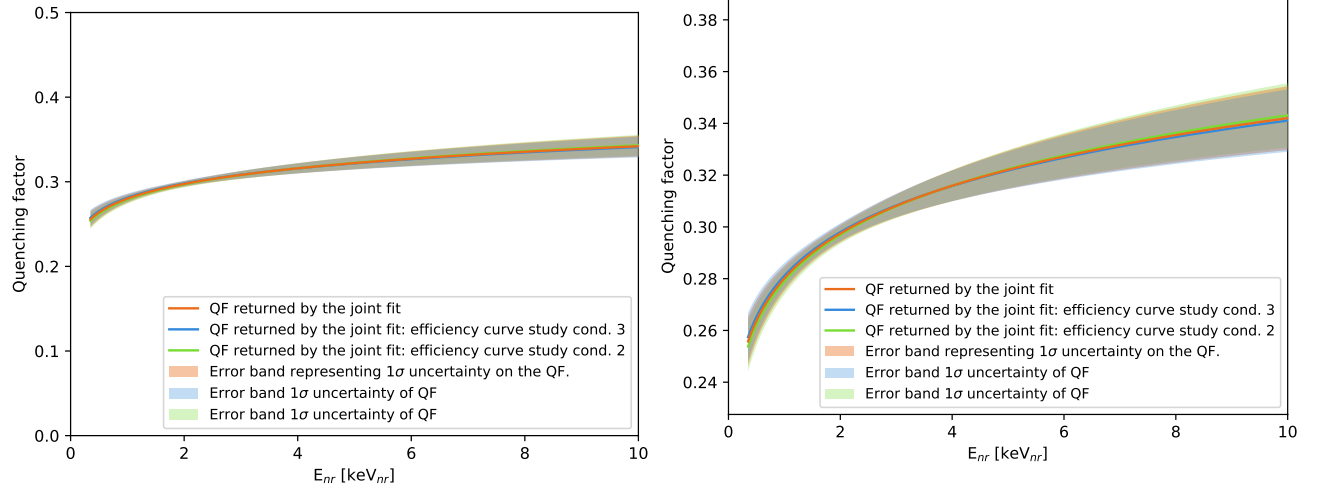 0.5
0.4
0.3
0.2
0.1
0.0
Quenching factor
0 2 4 6 8 10
E_nr [keV_nr]
QF returned by the joint fit
QF returned by the joint fit: efficiency curve study cond. 3
QF returned by the joint fit: efficiency curve study cond. 2
Error band representing 1σ uncertainty on the QF.
Error band 1σ uncertainty of QF
Error band 1σ uncertainty of QF
0.38
0.36
0.34
0.32
0.30
0.28
0.26
0.24
Quenching factor
0 2 4 6 8 10
E_nr [keV_nr]
QF returned by the joint fit
QF returned by the joint fit: efficiency curve study cond. 3
QF returned by the joint fit: efficiency curve study cond. 2
Error band representing 1σ uncertainty on the QF.
Error band 1σ uncertainty of QF
Error band 1σ uncertainty of QF